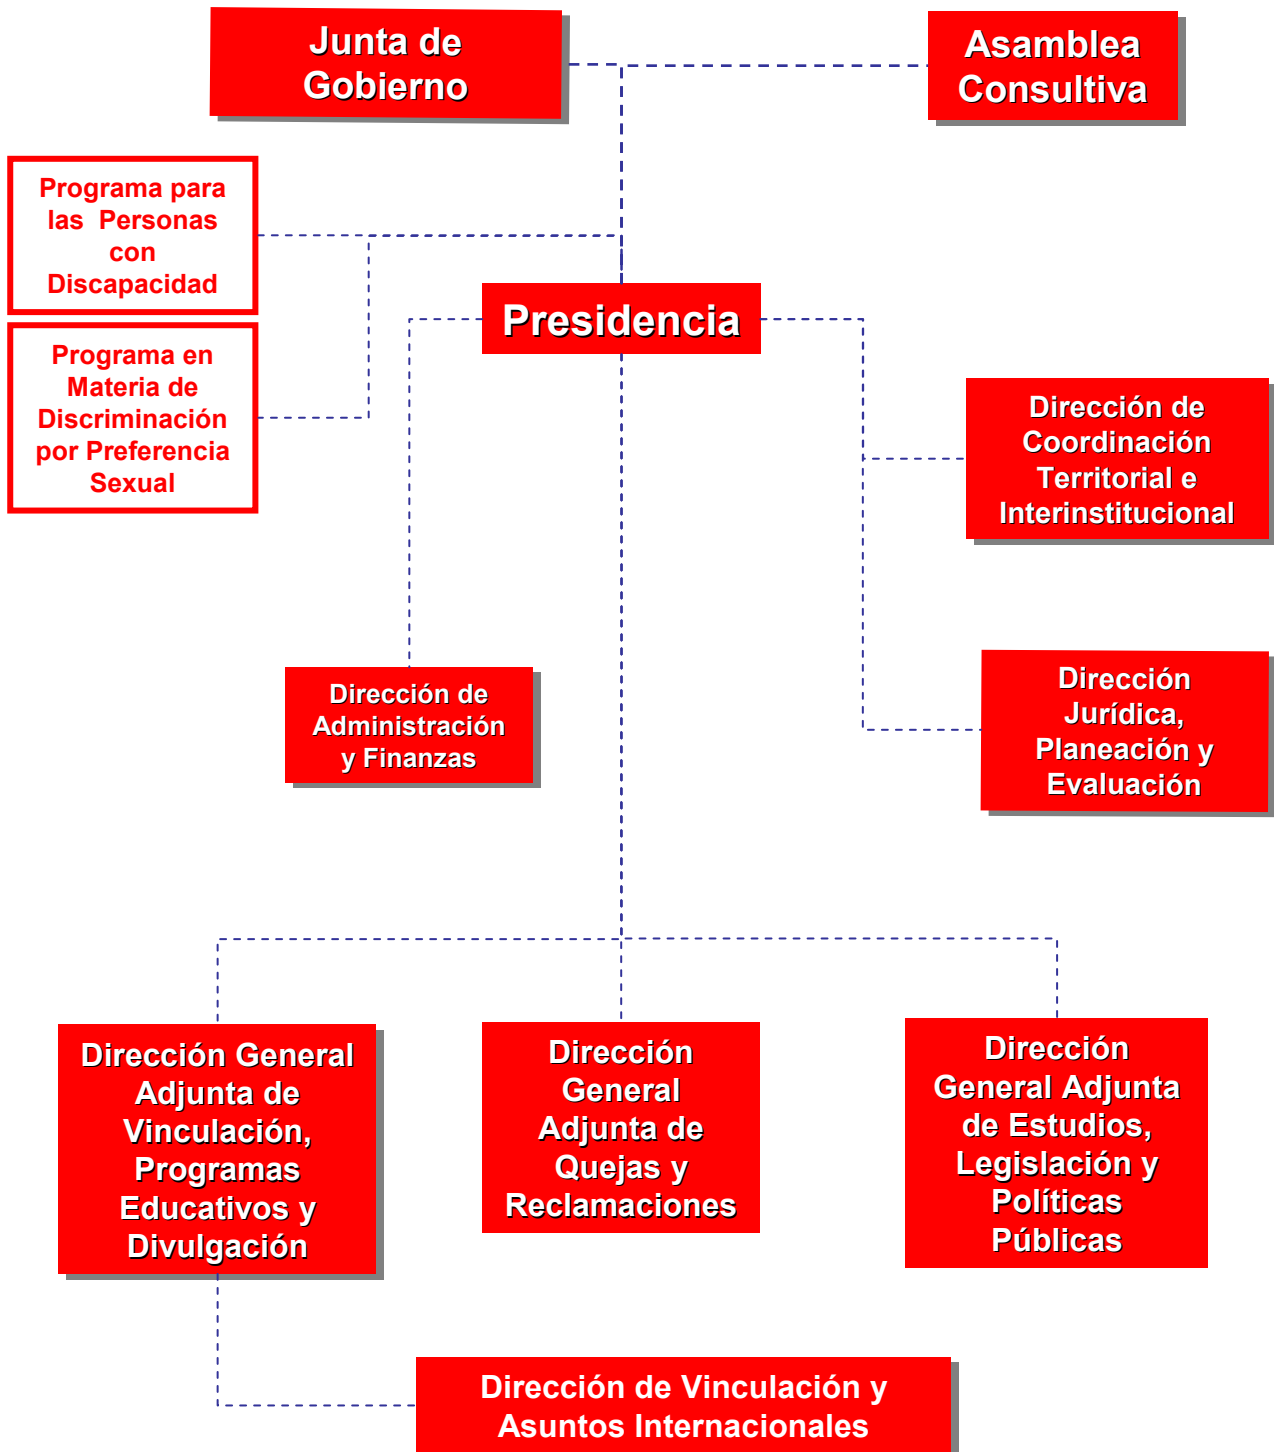 Junta de
Gobierno
Asamblea
Consultiva
Programa para
las Personas
con
Discapacidad
Presidencia
Programa en
Materia de
Discriminación
por Preferencia
Sexual
Dirección de
Coordinación
Territorial e
Interinstitucional
Dirección de
Administración
y Finanzas
Dirección
Jurídica,
Planeación y
Evaluación
Dirección General
Adjunta de
Vinculación,
Programas
Educativos y
Divulgación
Dirección
General
Adjunta de
Quejas y
Reclamaciones
Dirección
General Adjunta
de Estudios,
Legislación y
Políticas
Públicas
Dirección de Vinculación y
Asuntos Internacionales